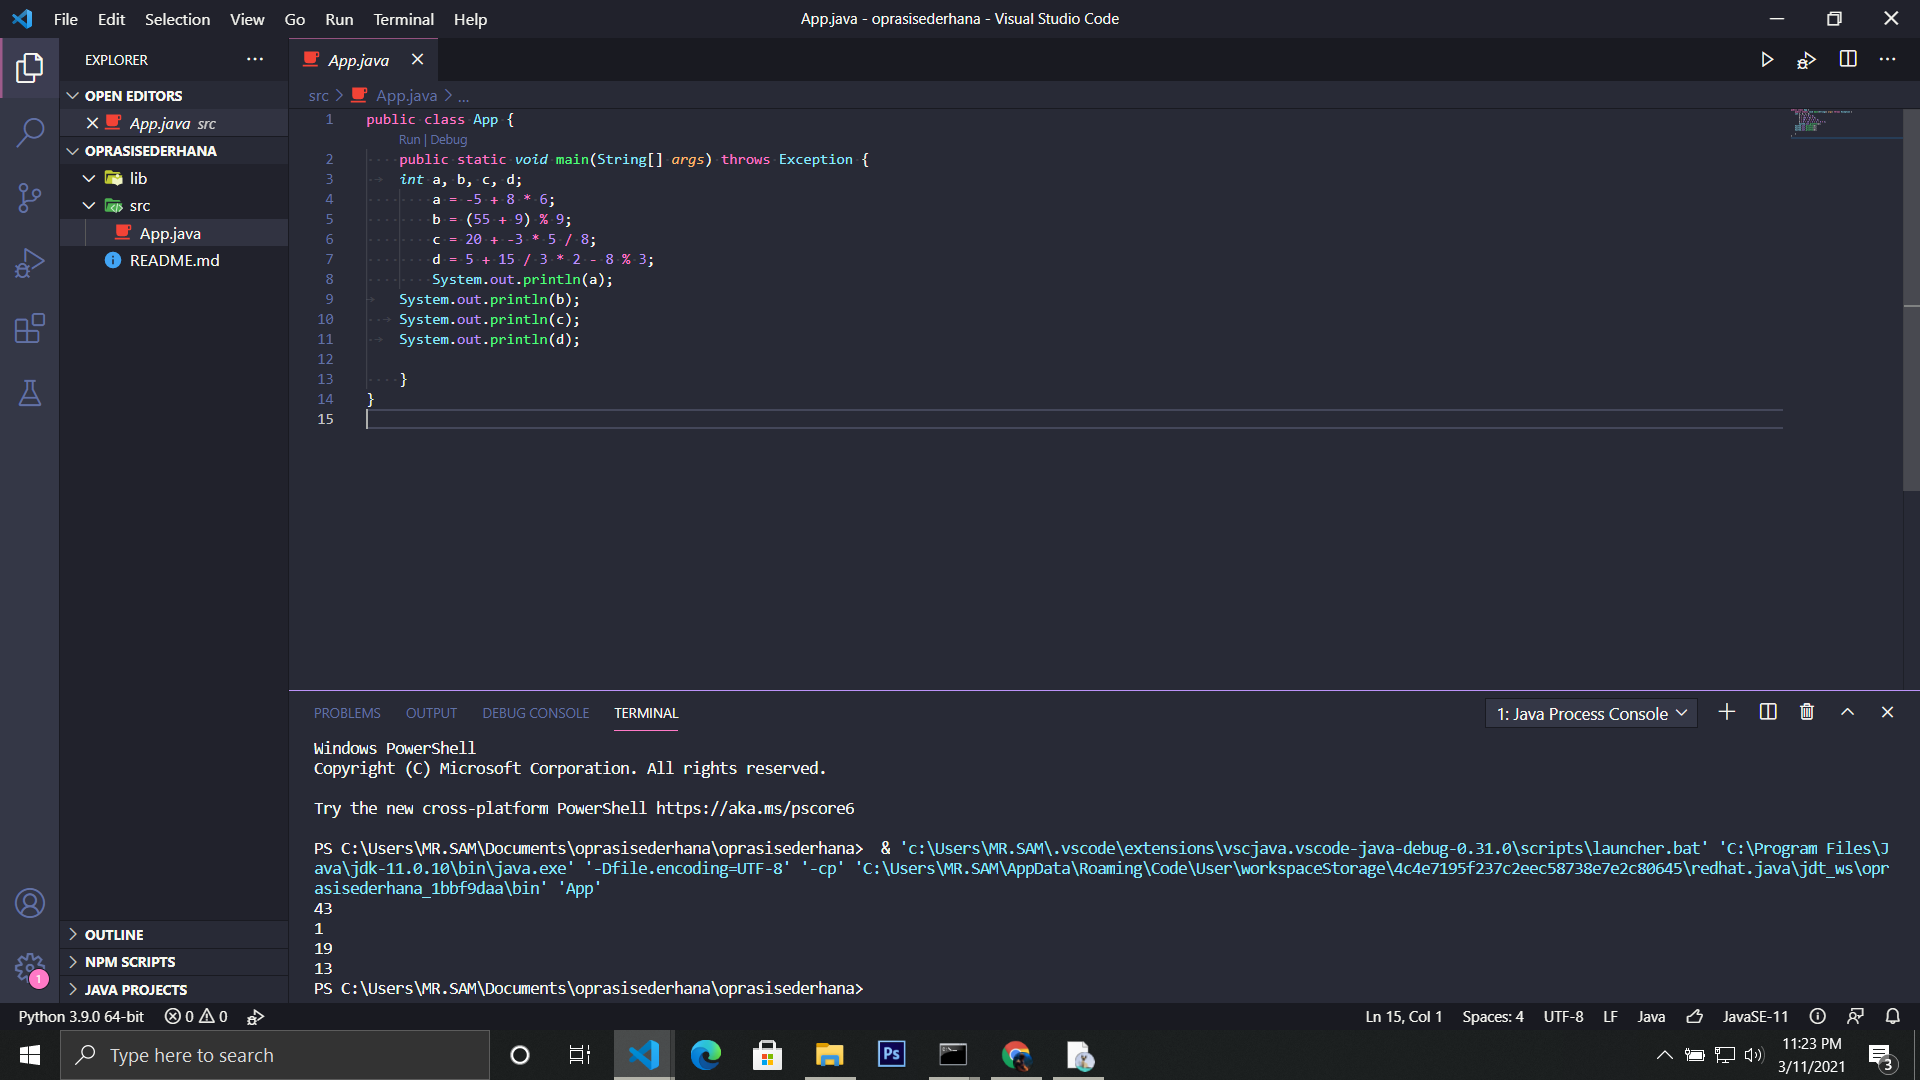 File Edit Selection View Go Run Terminal Help
App.java - oprasisederhana - Visual Studio Code
EXPLORER
OPEN EDITORS
App.java src
OPRASISEDERHANA
lib
src
App.java
README.md
OUTLINE
NPM SCRIPTS
JAVA PROJECTS
App.java
src > App.java > ...
1 public class App {
Run | Debug
2 public static void main(String[] args) throws Exception {
3 int a, b, c, d;
4 a = -5 + 8 * 6;
5 b = (55 + 9) % 9;
6 c = 20 + -3 * 5 / 8;
7 d = 5 + 15 / 3 * 2 - 8 % 3;
8 System.out.println(a);
9 System.out.println(b);
10 System.out.println(c);
11 System.out.println(d);
12
13 }
14 }
15
PROBLEMS OUTPUT DEBUG CONSOLE TERMINAL
1: Java Process Console
Windows PowerShell
Copyright (C) Microsoft Corporation. All rights reserved.
Try the new cross-platform PowerShell https://aka.ms/pscore6
PS C:\Users\MR.SAM\Documents\oprasisederhana\oprasisederhana> & 'c:\Users\MR.SAM\.vscode\extensions\vscjava.vscode-java-debug-0.31.0\scripts\launcher.bat' 'C:\Program Files\J
ava\jdk-11.0.10\bin\java.exe' '-Dfile.encoding=UTF-8' '-cp' 'C:\Users\MR.SAM\AppData\Roaming\Code\User\workspaceStorage\4c4e7195f237c2eec58738e7e2c80645\redhat.java\jdt_ws\opr
asisederhana_1bbf9daa\bin' 'App'
43
1
19
13
PS C:\Users\MR.SAM\Documents\oprasisederhana\oprasisederhana>
1
Python 3.9.0 64-bit 0 0
Ln 15, Col 1 Spaces: 4 UTF-8 LF Java JavaSE-11
Type here to search
Ps
11:23 PM
3/11/2021
3